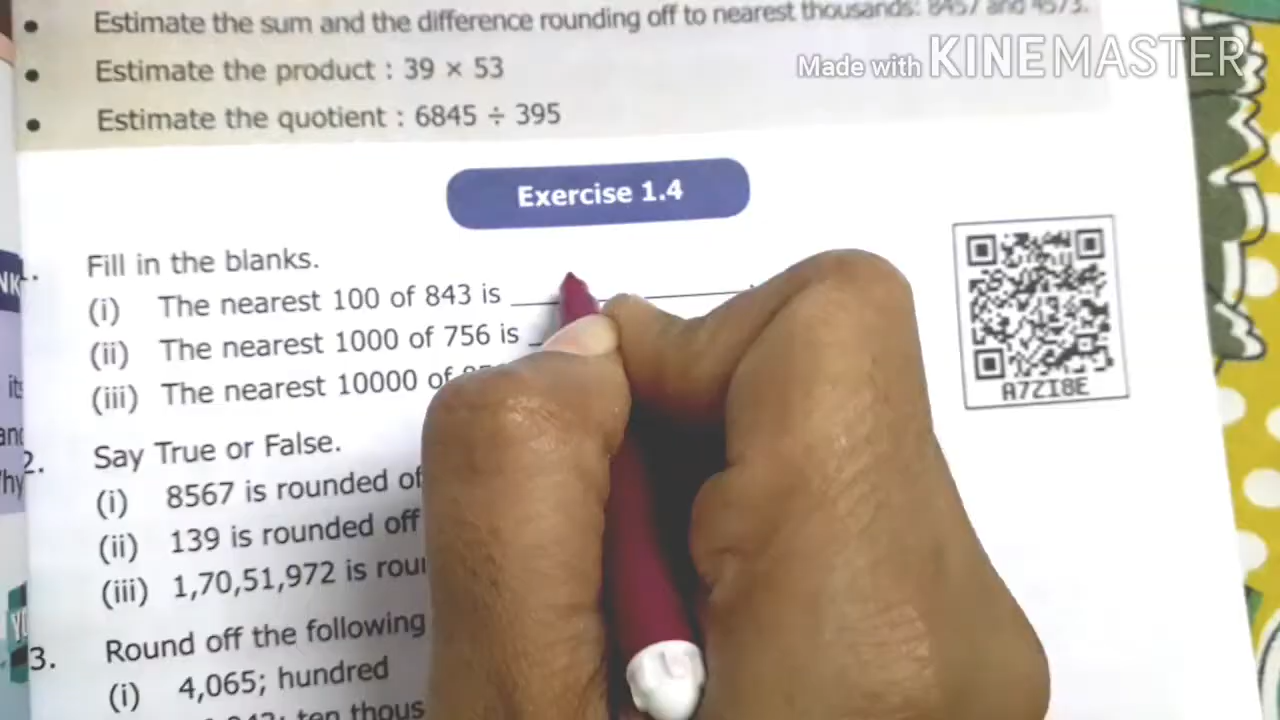 • Estimate the sum and the difference rounding off to nearest thousands: 8457 and 4573.
Made with KINEMASTER
• Estimate the product : 39 × 53
• Estimate the quotient : 6845 ÷ 395
Exercise 1.4
Fill in the blanks.
(i) The nearest 100 of 843 is
(ii) The nearest 1000 of 756 is
(iii) The nearest 10000 of
A7ZI8E
2. Say True or False.
(i) 8567 is rounded of
(ii) 139 is rounded off
(iii) 1,70,51,972 is
3. Round off the following
(i) 4,065; hundred
ten thous